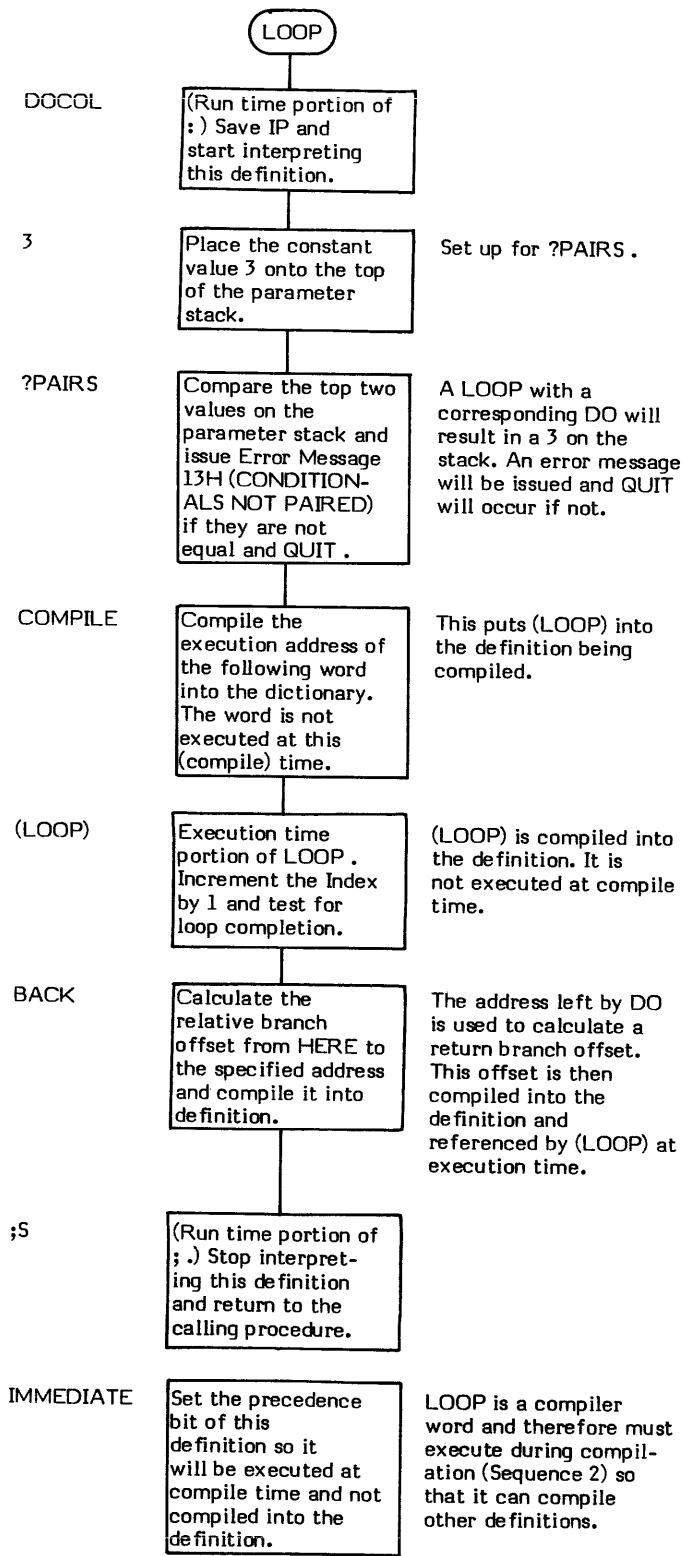 LOOP
DOCOL
(Run time portion of
: ) Save IP and
start interpreting
this definition.
3
Place the constant
value 3 onto the top
of the parameter
stack.
Set up for ?PAIRS .
?PAIRS
Compare the top two
values on the
parameter stack and
issue Error Message
13H (CONDITION-
ALS NOT PAIRED)
if they are not
equal and QUIT .
A LOOP with a
corresponding DO will
result in a 3 on the
stack. An error message
will be issued and QUIT
will occur if not.
COMPILE
Compile the
execution address of
the following word
into the dictionary.
The word is not
executed at this
(compile) time.
This puts (LOOP) into
the definition being
compiled.
(LOOP)
Execution time
portion of LOOP .
Increment the Index
by 1 and test for
loop completion.
(LOOP) is compiled into
the definition. It is
not executed at compile
time.
BACK
Calculate the
relative branch
offset from HERE to
the specified address
and compile it into
definition.
The address left by DO
is used to calculate a
return branch offset.
This offset is then
compiled into the
definition and
referenced by (LOOP) at
execution time.
;S
(Run time portion of
; .) Stop interpret-
ing this definition
and return to the
calling procedure.
IMMEDIATE
Set the precedence
bit of this
definition so it
will be executed at
compile time and not
compiled into the
definition.
LOOP is a compiler
word and therefore must
execute during compil-
ation (Sequence 2) so
that it can compile
other definitions.